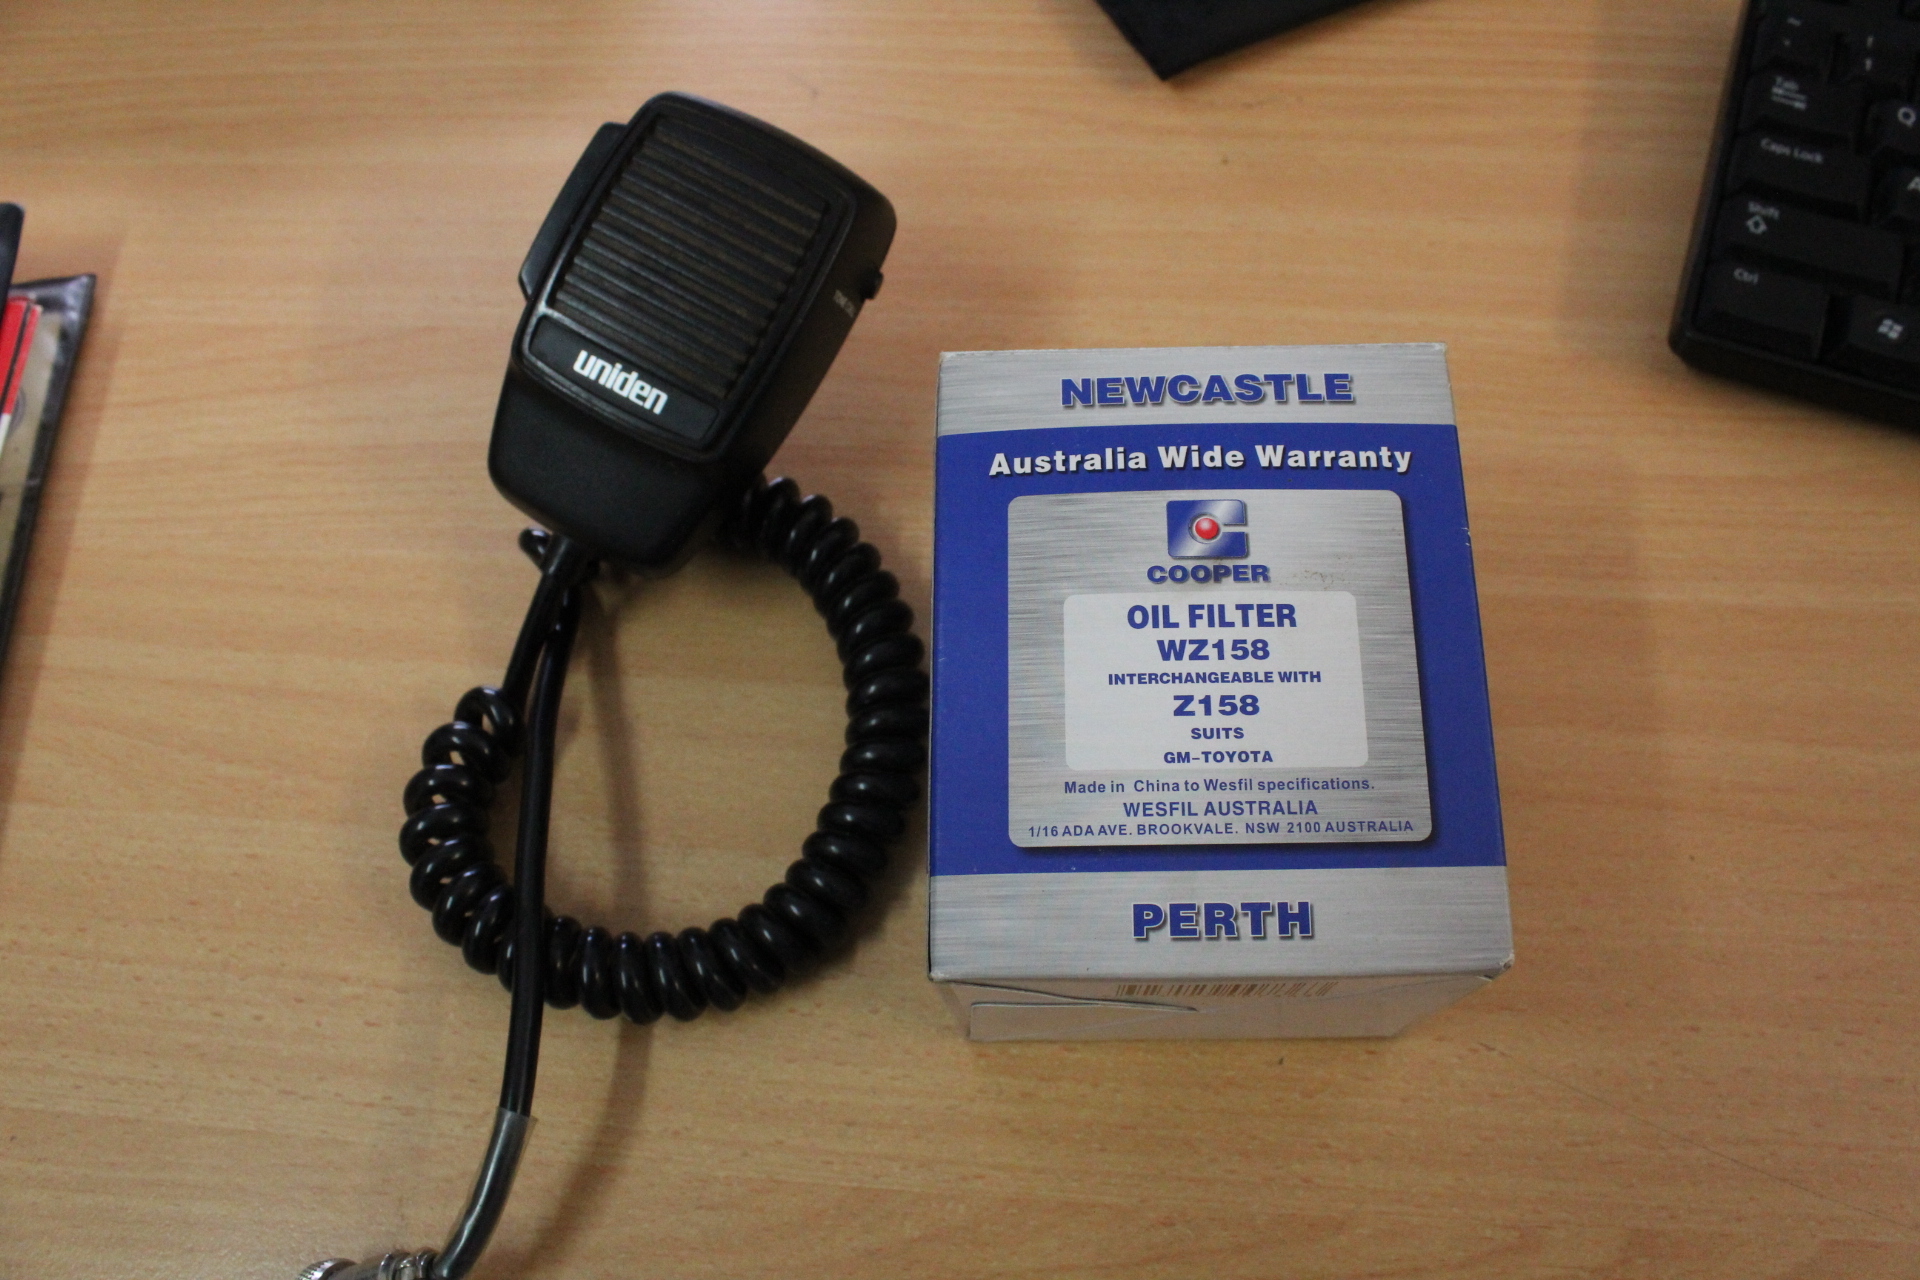 uniden
NEWCASTLE
Australia Wide Warranty
COOPER
OIL FILTER
WZ158
INTERCHANGEABLE WITH
Z158
SUITS
GM-TOYOTA
Made in China to Wesfil specifications.
WESFIL AUSTRALIA
1/16 ADA AVE. BROOKVALE. NSW 2100 AUSTRALIA
PERTH
Tab
Q
Caps Lock
A
Shift
Ctrl